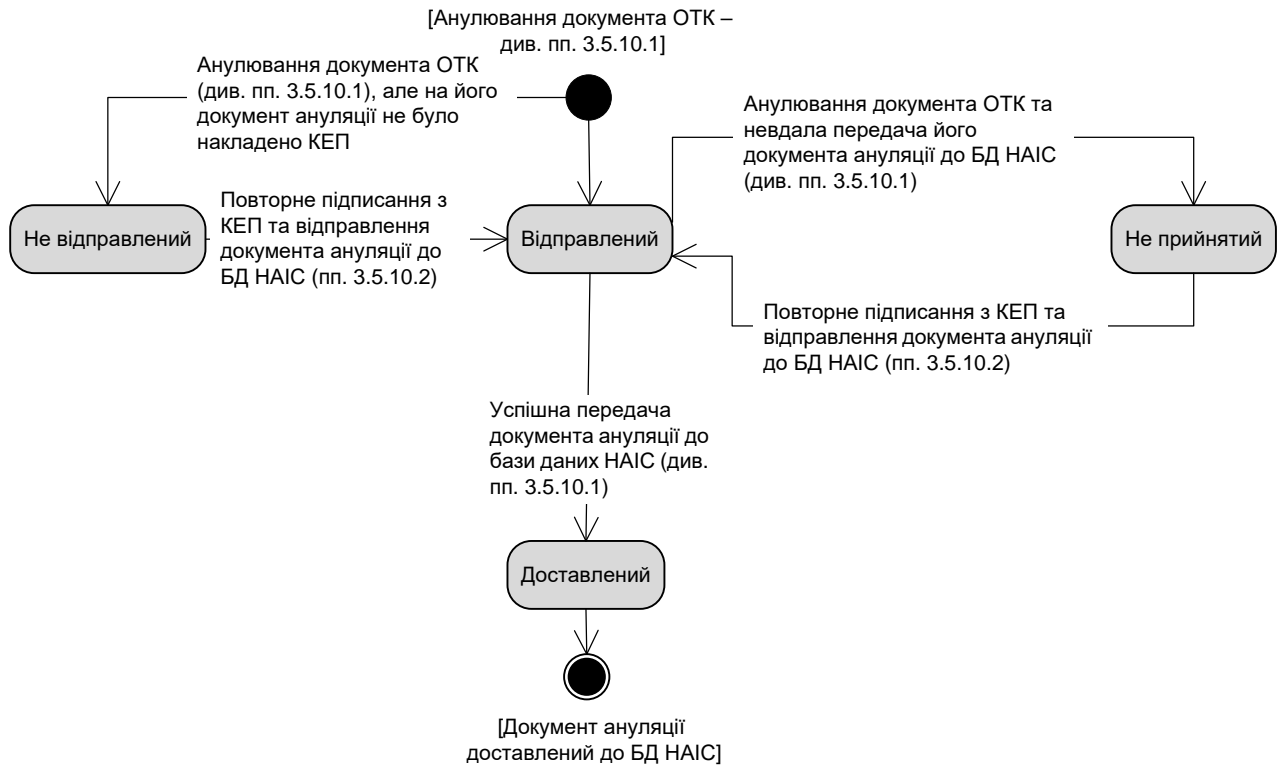 [Анулювання документа ОТК –
див. пп. 3.5.10.1]
Анулювання документа ОТК
(див. пп. 3.5.10.1), але на його
документ ануляції не було
накладено КЕП
Анулювання документа ОТК та
невдала передача його
документа ануляції до БД НАІС
(див. пп. 3.5.10.1)
Не відправлений
Повторне підписання з
КЕП та відправлення
документа ануляції до
БД НАІС (пп. 3.5.10.2)
Відправлений
Не прийнятий
Повторне підписання з КЕП та
відправлення документа ануляції
до БД НАІС (пп. 3.5.10.2)
Успішна передача
документа ануляції до
бази даних НАІС (див.
пп. 3.5.10.1)
Доставлений
[Документ ануляції
доставлений до БД НАІС]